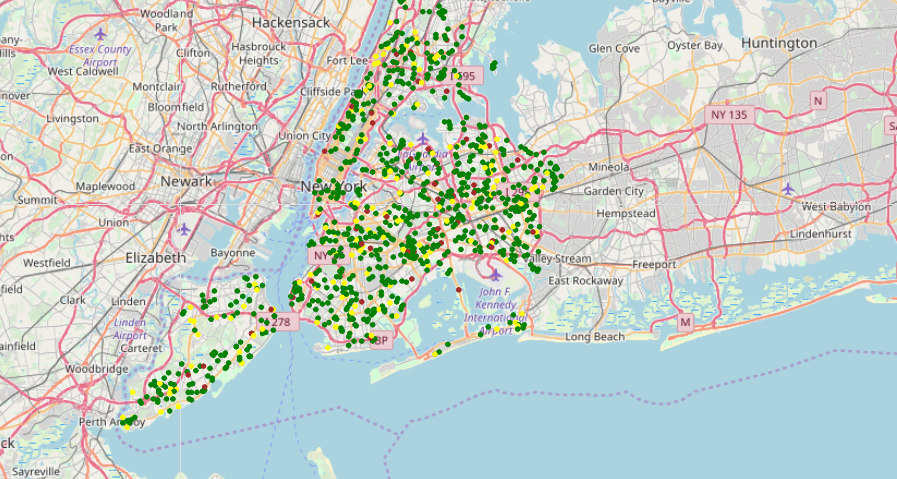 Woodland
Park
Hackensack
Glen Cove
Oyster Bay
Huntington
Essex County
Airport
Clifton
Hasbrouck
Heights
Fort Lee
West Caldwell
Montclair
Rutherford
Cliffside
I 695
Bloomfield
N
NY 135
Livingston
North Arlington
Union City
East Orange
Mineola
Maplewood
Newark
New York
Garden City
Summit
Union
Hempstead
West Babylon
Lindenhurst
Elizabeth
Bayonne
NY
Valley Stream
Freeport
Westfield
East Rockaway
Clark
Linden
John F.
Kennedy
International
Airport
Linden
Airport
278
M
Long Beach
Carteret
BP
Woodbridge
Perth Amboy
Sayreville